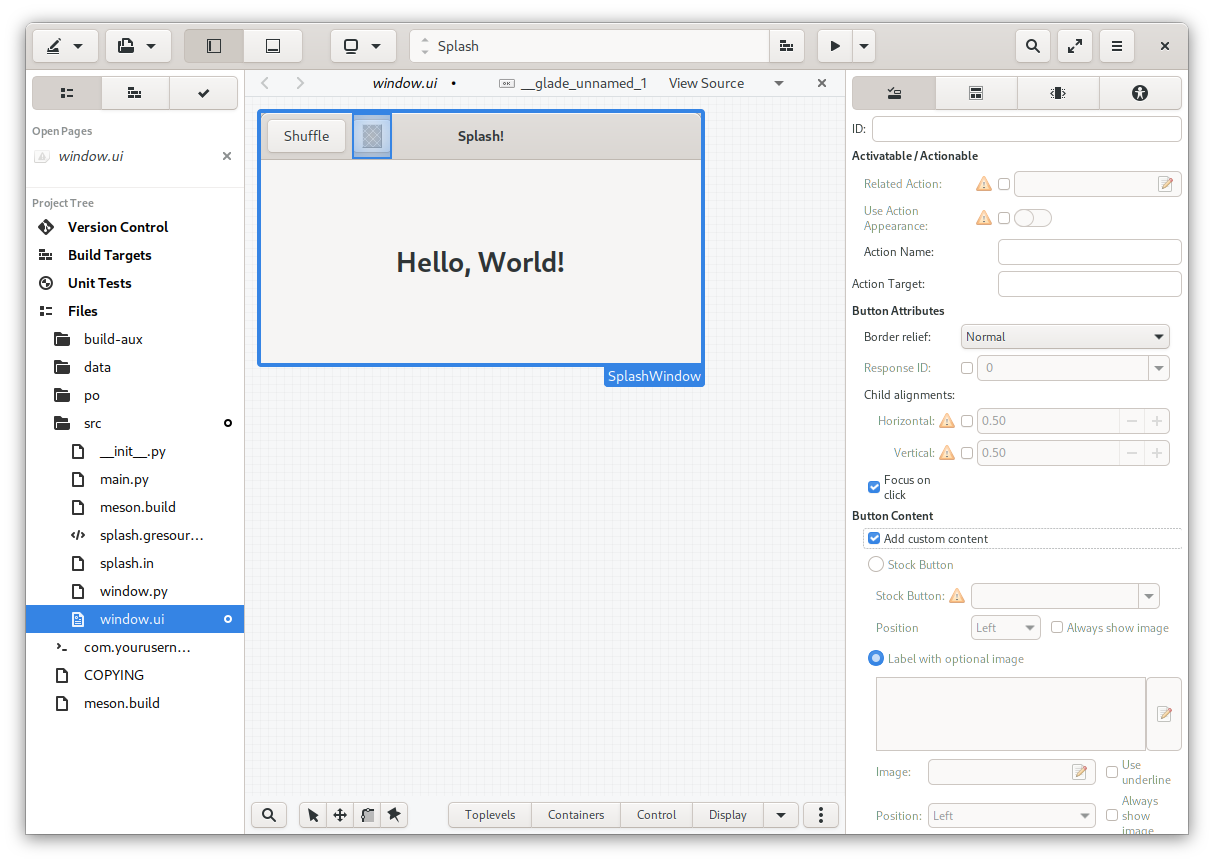 Splash
window.ui •
__glade_unnamed_1
View Source
Open Pages
window.ui
Project Tree
Version Control
Build Targets
Unit Tests
Files
build-aux
data
po
src
__init__.py
main.py
meson.build
splash.gresour…
splash.in
window.py
window.ui
com.yourusern…
COPYING
meson.build
Shuffle
Splash!
Hello, World!
SplashWindow
Toplevels
Containers
Control
Display
ID:
Activatable / Actionable
Related Action:
Use Action
Appearance:
Action Name:
Action Target:
Button Attributes
Border relief:
Normal
Response ID:
0
Child alignments:
Horizontal:
0.50
Vertical:
0.50
Focus on
click
Button Content
Add custom content
Stock Button
Stock Button:
Position
Left
Always show image
Label with optional image
Image:
Use
underline
Position:
Left
Always
show
image